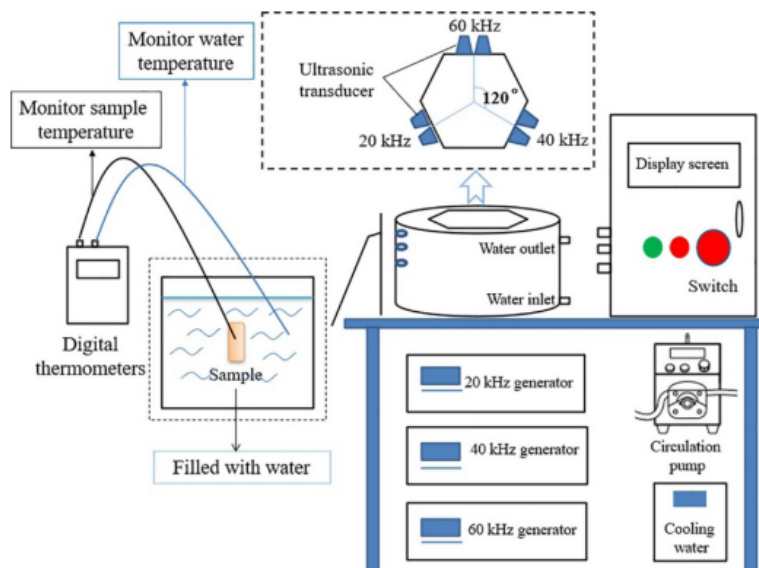 Monitor water
temperature
Monitor sample
temperature
Ultrasonic
transducer
60 kHz
120°
20 kHz
40 kHz
Display screen
Switch
Water outlet
Water inlet
Digital
thermometers
Sample
Filled with water
20 kHz generator
40 kHz generator
60 kHz generator
Circulation
pump
Cooling
water